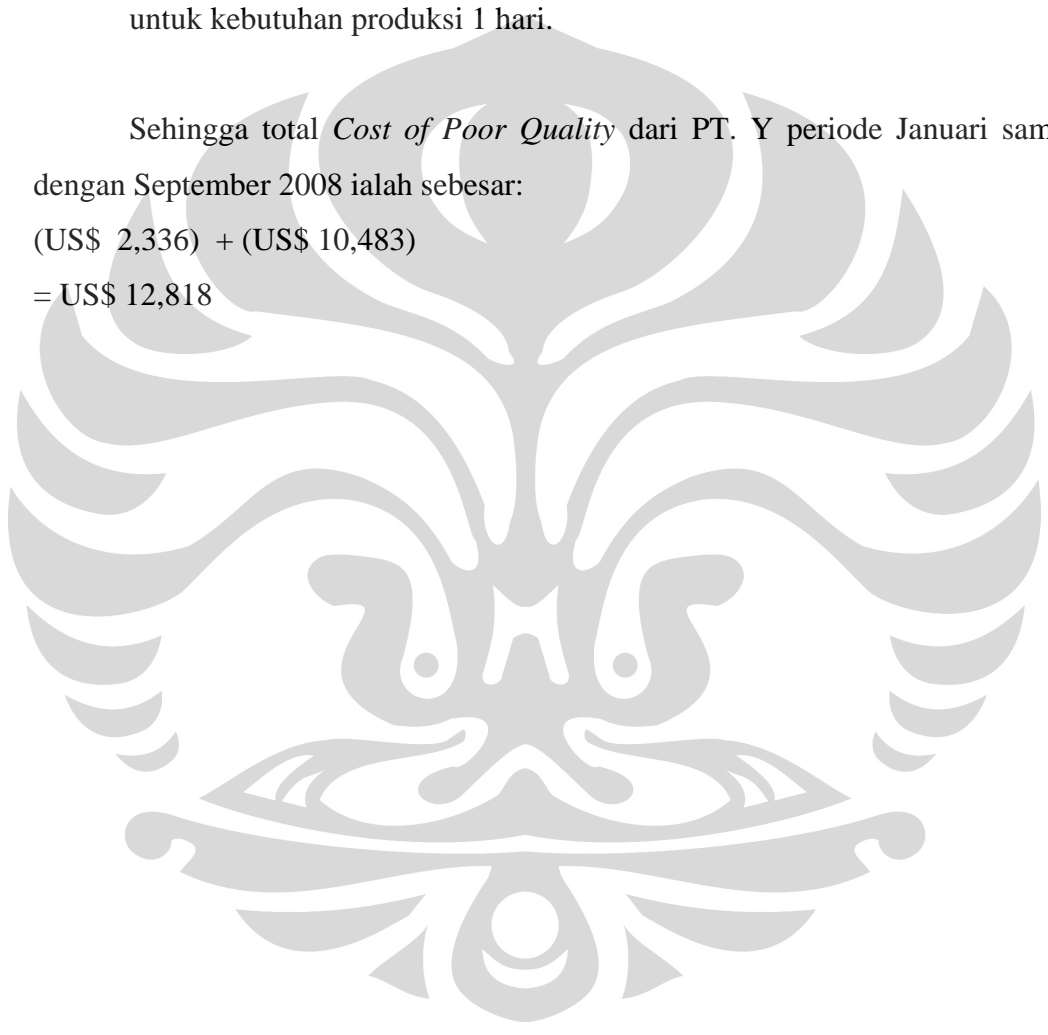 untuk kebutuhan produksi 1 hari.
Sehingga total Cost of Poor Quality dari PT. Y periode Januari sam
dengan September 2008 ialah sebesar:
(US$ 2,336) + (US$ 10,483)
= US$ 12,818